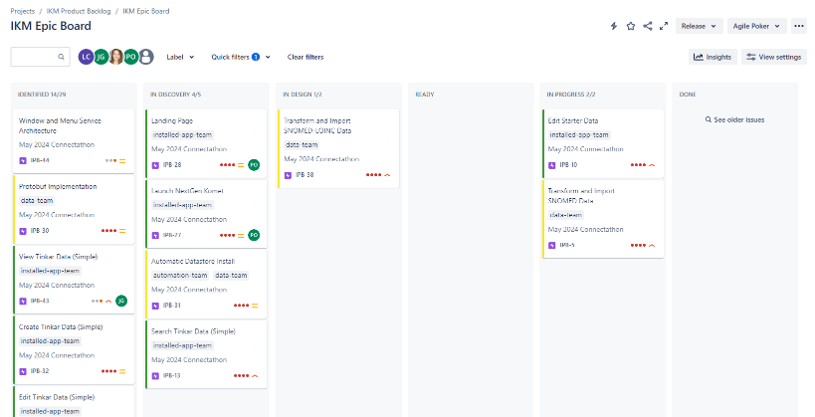 Projects / IKM Product Backlog / IKM Epic Board
IKM Epic Board
Release
Agile Poker
LC JG PO
Label
Quick filters 1
Clear filters
Insights
View settings
IDENTIFIED 14/29
Window and Menu Service
Architecture
May 2024 Connectathon
IPB-44
Protobuf Implementation
data-team
May 2024 Connectathon
IPB-30
View Tinkar Data (Simple)
installed-app-team
May 2024 Connectathon
IPB-43
JG
Create Tinkar Data (Simple)
installed-app-team
May 2024 Connectathon
IPB-32
Edit Tinkar Data (Simple)
installed-app-team
IN DISCOVERY 4/5
Landing Page
installed-app-team
May 2024 Connectathon
IPB-28
PO
Launch NextGen Komet
installed-app-team
May 2024 Connectathon
IPB-27
PO
Automatic Datastore Install
automation-team data-team
May 2024 Connectathon
IPB-31
Search Tinkar Data (Simple)
installed-app-team
May 2024 Connectathon
IPB-13
IN DESIGN 1/2
Transform and Import
SNOMED-LOINC Data
data-team
May 2024 Connectathon
IPB-38
READY
IN PROGRESS 2/2
Edit Starter Data
installed-app-team
May 2024 Connectathon
IPB-10
Transform and Import
SNOMED Data
data-team
May 2024 Connectathon
IPB-5
DONE
See older issues